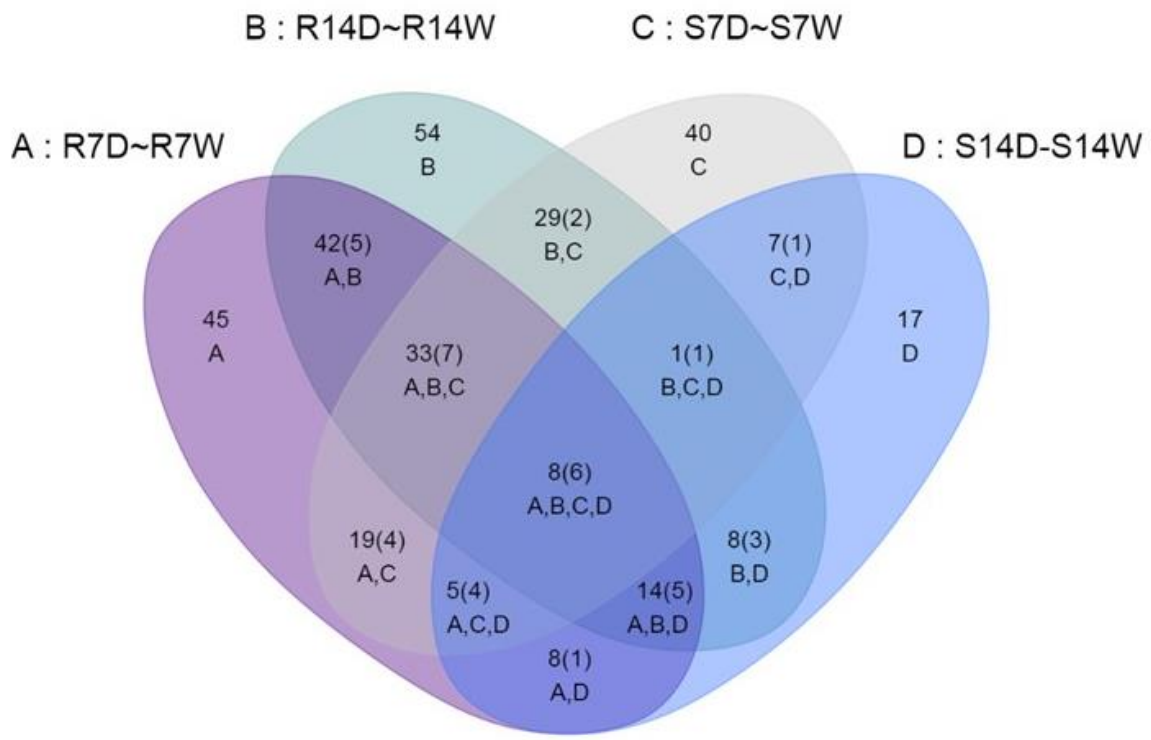 B : R14D~R14W
C : S7D~S7W
A : R7D~R7W
D : S14D-S14W
54
B
40
C
29(2)
B,C
42(5)
A,B
7(1)
C,D
45
A
17
D
33(7)
A,B,C
1(1)
B,C,D
8(6)
A,B,C,D
19(4)
A,C
8(3)
B,D
5(4)
A,C,D
14(5)
A,B,D
8(1)
A,D